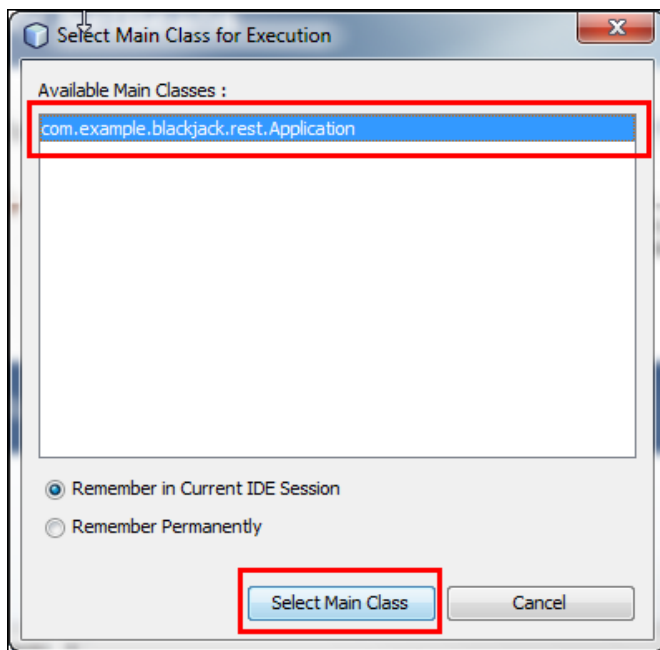 Select Main Class for Execution
Available Main Classes :
com.example.blackjack.rest.Application
Remember in Current IDE Session
Remember Permanently
Select Main Class
Cancel